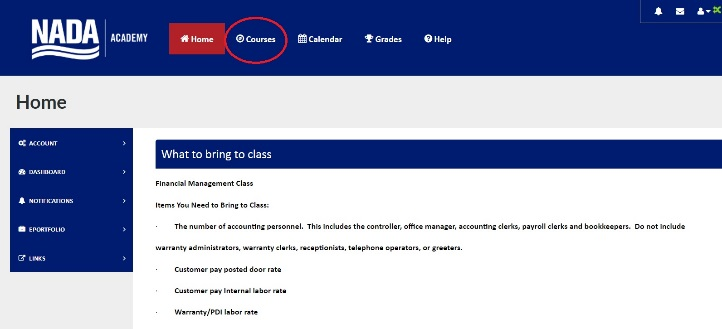 NADA ACADEMY
Home Courses Calendar Grades Help
Home
ACCOUNT
DASHBOARD
NOTIFICATIONS
EPORTFOLIO
LINKS
What to bring to class
Financial Management Class
Items You Need to Bring to Class:
· The number of accounting personnel. This includes the controller, office manager, accounting clerks, payroll clerks and bookkeepers. Do not include
warranty administrators, warranty clerks, receptionists, telephone operators, or greeters.
· Customer pay posted door rate
· Customer pay Internal labor rate
· Warranty/PDI labor rate